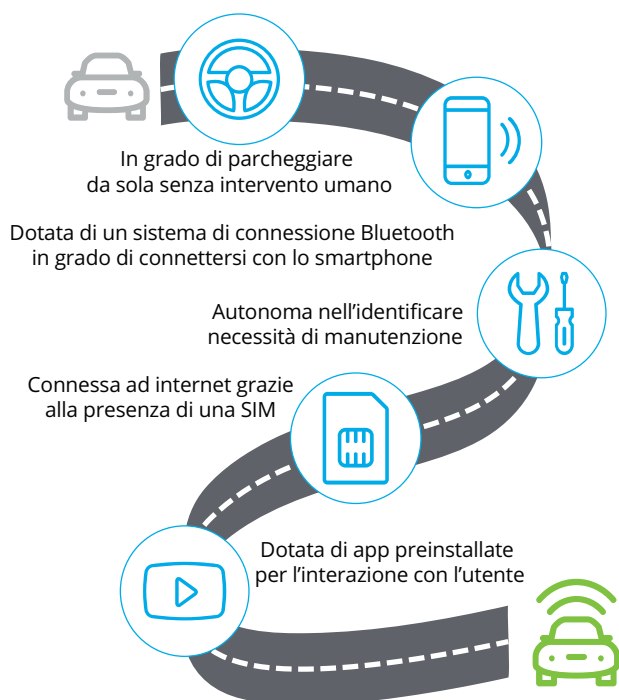 In grado di parcheggiare
da sola senza intervento umano
Dotata di un sistema di connessione Bluetooth
in grado di connettersi con lo smartphone
Autonoma nell’identificare
necessità di manutenzione
Connessa ad internet grazie
alla presenza di una SIM
Dotata di app preinstallate
per l’interazione con l’utente